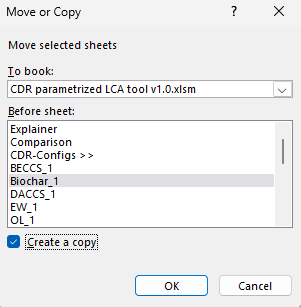 Move or Copy
Move selected sheets
To book:
CDR parametrized LCA tool v1.0.xlsm
Before sheet:
Explainer
Comparison
CDR-Configs >>
BECCS_1
Biochar_1
DACCS_1
EW_1
OL_1
Create a copy
OK Cancel